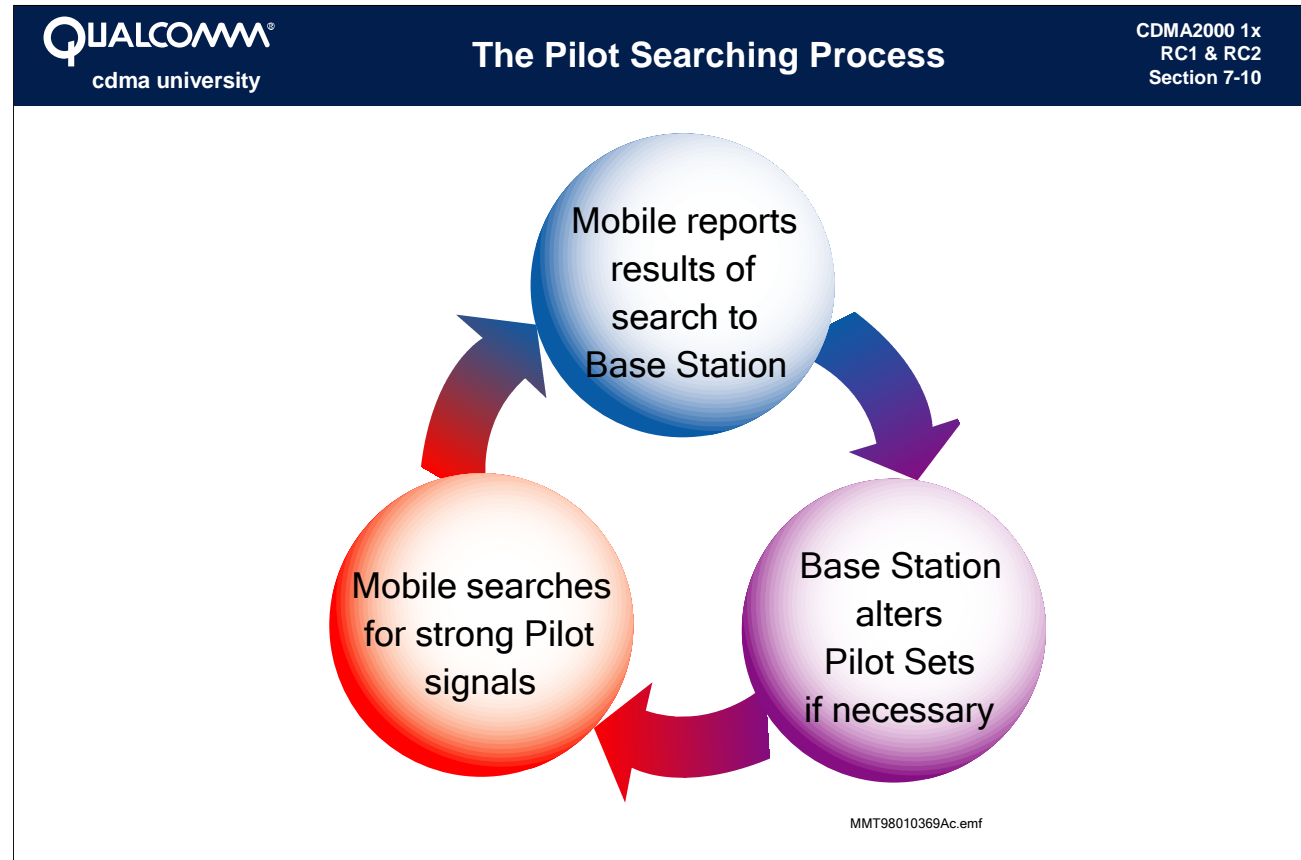 QUALCOMM®
cdma university
The Pilot Searching Process
CDMA2000 1x
RC1 & RC2
Section 7-10
Mobile reports
results of
search to
Base Station
Mobile searches
for strong Pilot
signals
Base Station
alters
Pilot Sets
if necessary
MMT98010369Ac.emf